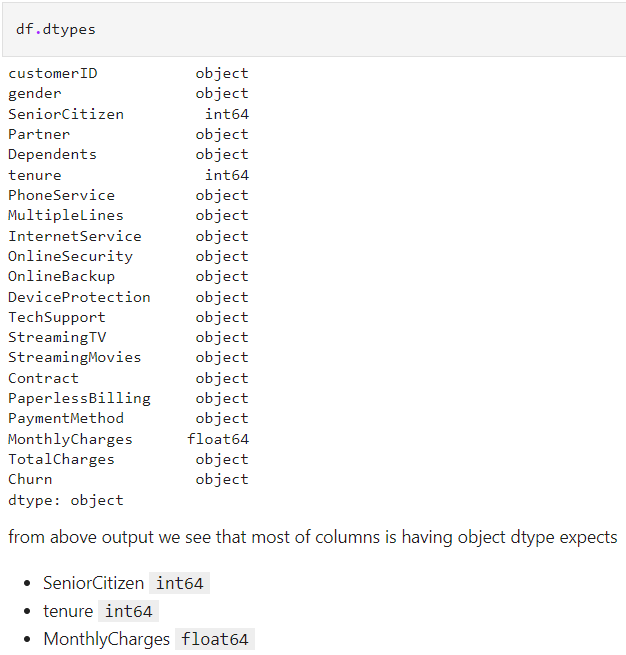 df.dtypes
customerID object
gender object
SeniorCitizen int64
Partner object
Dependents object
tenure int64
PhoneService object
MultipleLines object
InternetService object
OnlineSecurity object
OnlineBackup object
DeviceProtection object
TechSupport object
StreamingTV object
StreamingMovies object
Contract object
PaperlessBilling object
PaymentMethod object
MonthlyCharges float64
TotalCharges object
Churn object
dtype: object
from above output we see that most of columns is having object dtype expects
• SeniorCitizen int64
• tenure int64
• MonthlyCharges float64